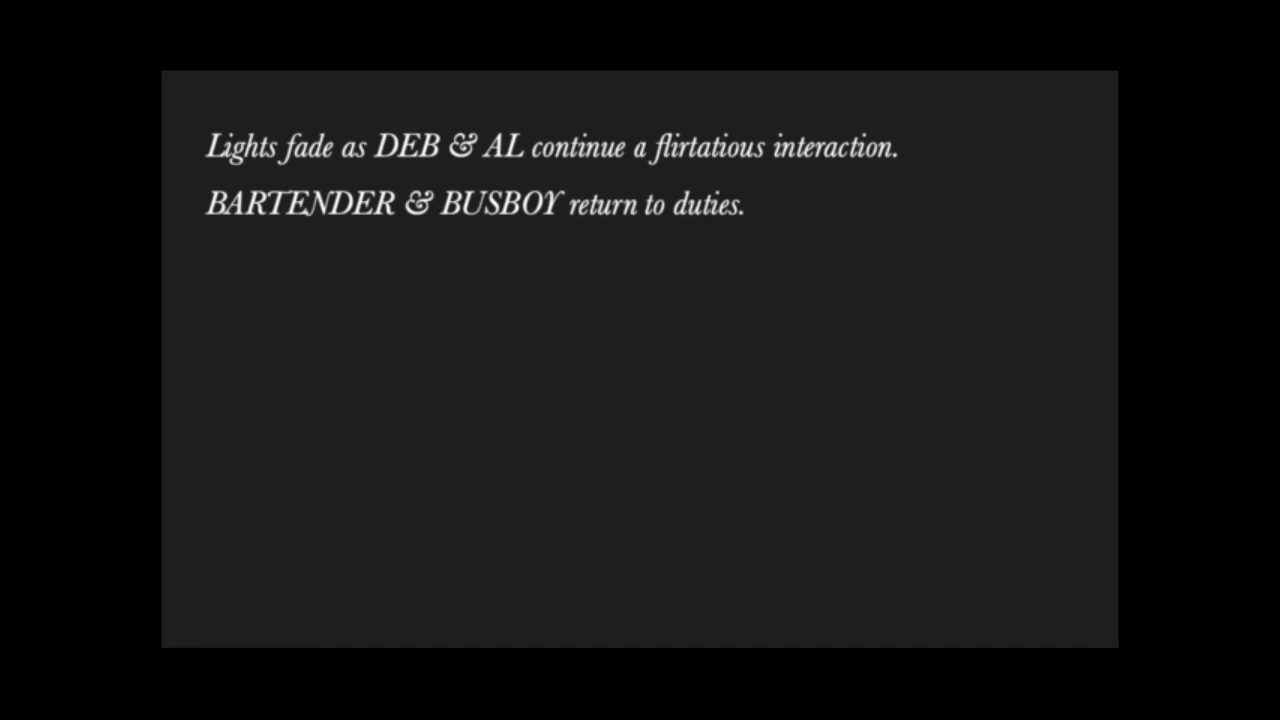 Lights fade as DEB & AL continue a flirtatious interaction.
BARTENDER & BUSBOY return to duties.